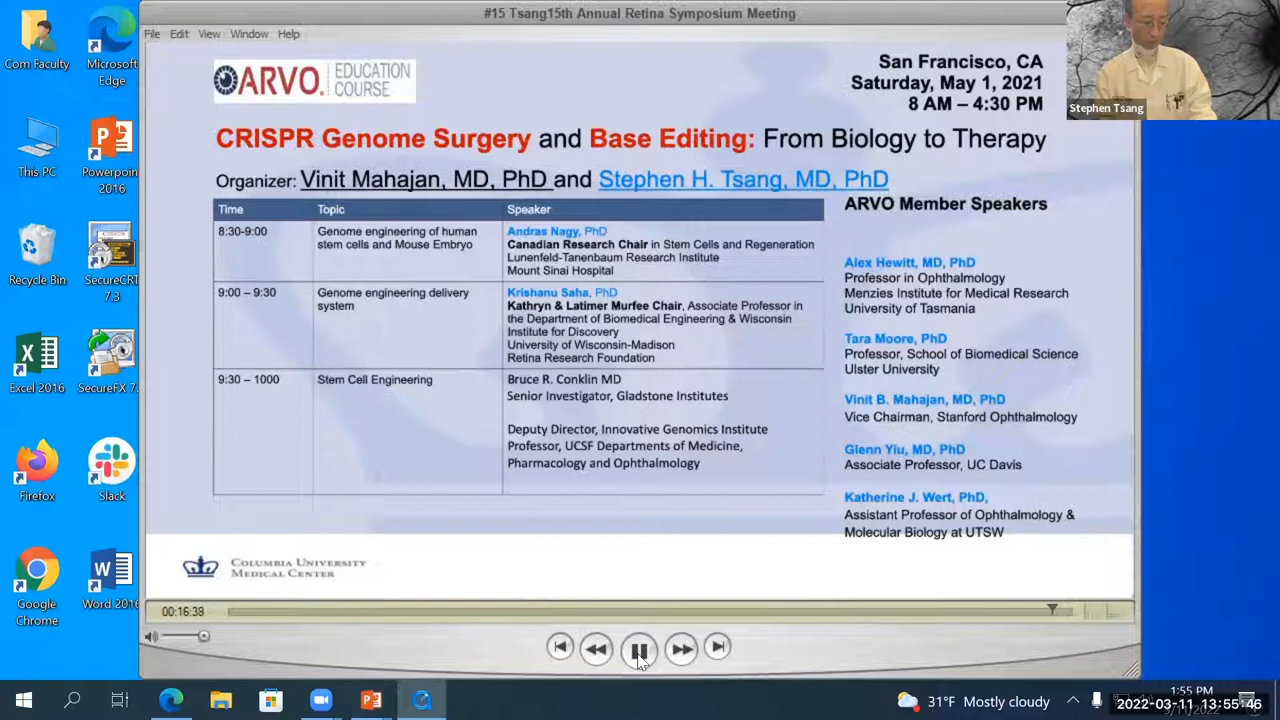 #15 Tsang15th Annual Retina Symposium Meeting
File Edit View Window Help
ARVO. EDUCATION COURSE
San Francisco, CA
Saturday, May 1, 2021
8 AM – 4:30 PM
CRISPR Genome Surgery and Base Editing: From Biology to Therapy
Organizer: Vinit Mahajan, MD, PhD and Stephen H. Tsang, MD, PhD
Time Topic Speaker
8:30-9:00
Genome engineering of human
stem cells and Mouse Embryo
Andras Nagy, PhD
Canadian Research Chair in Stem Cells and Regeneration
Lunenfeld-Tanenbaum Research Institute
Mount Sinai Hospital
9:00 – 9:30
Genome engineering delivery
system
Krishanu Saha, PhD
Kathryn & Latimer Murfee Chair, Associate Professor in
the Department of Biomedical Engineering & Wisconsin
Institute for Discovery
University of Wisconsin-Madison
Retina Research Foundation
9:30 – 1000
Stem Cell Engineering
Bruce R. Conklin MD
Senior Investigator, Gladstone Institutes
Deputy Director, Innovative Genomics Institute
Professor, UCSF Departments of Medicine,
Pharmacology and Ophthalmology
ARVO Member Speakers
Alex Hewitt, MD, PhD
Professor in Ophthalmology
Menzies Institute for Medical Research
University of Tasmania
Tara Moore, PhD
Professor, School of Biomedical Science
Ulster University
Vinit B. Mahajan, MD, PhD
Vice Chairman, Stanford Ophthalmology
Glenn Yiu, MD, PhD
Associate Professor, UC Davis
Katherine J. Wert, PhD,
Assistant Professor of Ophthalmology &
Molecular Biology at UTSW
COLUMBIA UNIVERSITY
MEDICAL CENTER
00:16:38
Stephen Tsang
Com Faculty
Microsoft
Edge
This PC
Powerpoin
2016
Recycle Bin
SecureCRT
7.3
Excel 2016
SecureFX 7.
Firefox
Slack
Google
Chrome
Word 2016
31°F Mostly cloudy
1:55 PM
2022-03-11 13:55:46